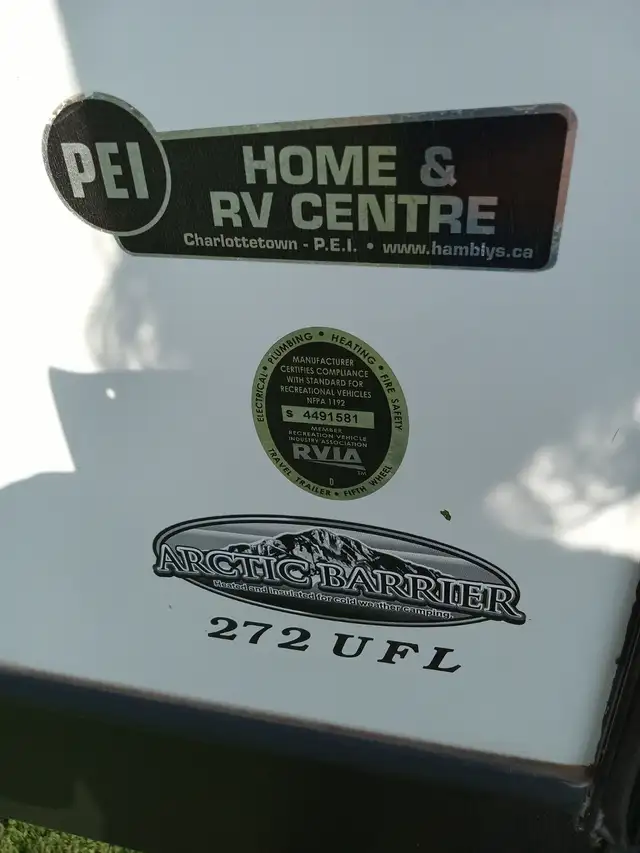 PEI
HOME &
RV CENTRE
Charlottetown - P.E.I. • www.hamblys.ca
ELECTRICAL • PLUMBING • HEATING • FIRE SAFETY
MANUFACTURER
CERTIFIES COMPLIANCE
WITH STANDARD FOR
RECREATIONAL VEHICLES
NFPA 1192
S 4491581
MEMBER
RECREATION VEHICLE
INDUSTRY ASSOCIATION
RVIA
TM
D
TRAVEL TRAILER • FIFTH WHEEL
ARCTIC BARRIER
Heated and insulated for cold weather camping.
272 UFL